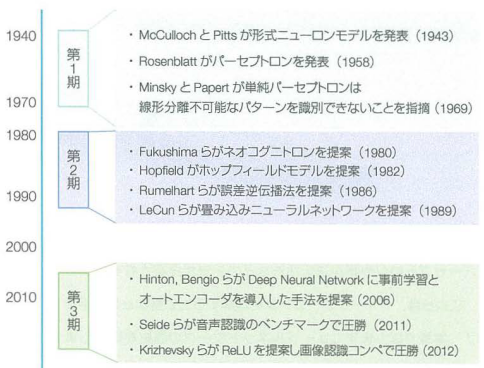 1940
1970
1980
1990
2000
2010
第1期
・McCulloch と Pitts が形式ニューロンモデルを発表（1943）
・Rosenblatt がパーセプトロンを発表（1958）
・Minsky と Papert が単純パーセプトロンは
線形分離不可能なパターンを識別できないことを指摘（1969）
第2期
・Fukushima らがネオコグニトロンを提案（1980）
・Hopfield がホップフィールドモデルを提案（1982）
・Rumelhart らが誤差逆伝播法を提案（1986）
・LeCun らが畳み込みニューラルネットワークを提案（1989）
第3期
・Hinton, Bengio らが Deep Neural Network に事前学習と
オートエンコーダを導入した手法を提案（2006）
・Seide らが音声認識のベンチマークで圧勝（2011）
・Krizhevsky らが ReLU を提案し画像認識コンペで圧勝（2012）